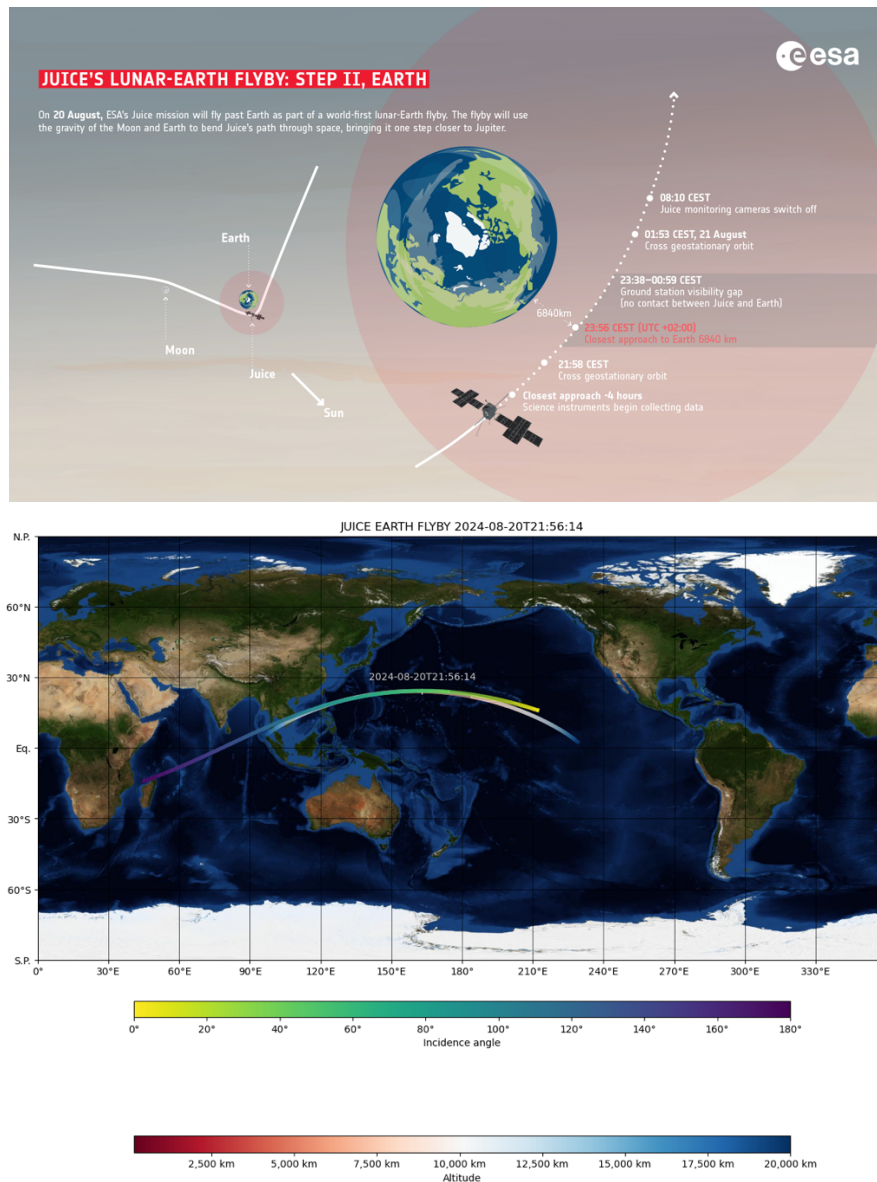 esa
JUICE'S LUNAR-EARTH FLYBY: STEP II, EARTH
On 20 August, ESA's Juice mission will fly past Earth as part of a world-first lunar-Earth flyby. The flyby will use
the gravity of the Moon and Earth to bend Juice's path through space, bringing it one step closer to Jupiter.
Earth
Moon
Juice
Sun
08:10 CEST
Juice monitoring cameras switch off
01:53 CEST, 21 August
Cross geostationary orbit
23:38–00:59 CEST
Ground station visibility gap
(no contact between Juice and Earth)
6840km
23:56 CEST (UTC +02:00)
Closest approach to Earth 6840 km
21:58 CEST
Cross geostationary orbit
Closest approach -4 hours
Science instruments begin collecting data
JUICE EARTH FLYBY 2024-08-20T21:56:14
N.P.
60°N
30°N
2024-08-20T21:56:14
Eq.
30°S
60°S
S.P.
0° 30°E 60°E 90°E 120°E 150°E 180°E 210°E 240°E 270°E 300°E 330°E
0° 20° 40° 60° 80° 100° 120° 140° 160° 180°
Incidence angle
2,500 km 5,000 km 7,500 km 10,000 km 12,500 km 15,000 km 17,500 km 20,000 km
Altitude